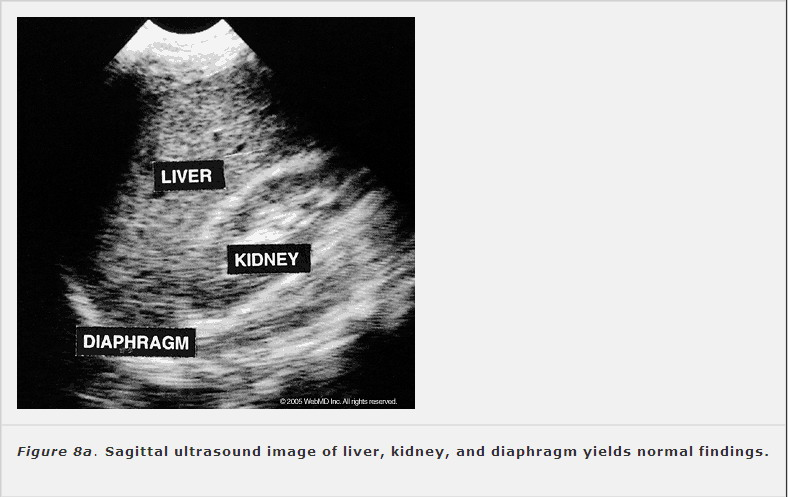 LIVER
KIDNEY
DIAPHRAGM
© 2005 WebMD Inc. All rights reserved.
Figure 8a. Sagittal ultrasound image of liver, kidney, and diaphragm yields normal findings.